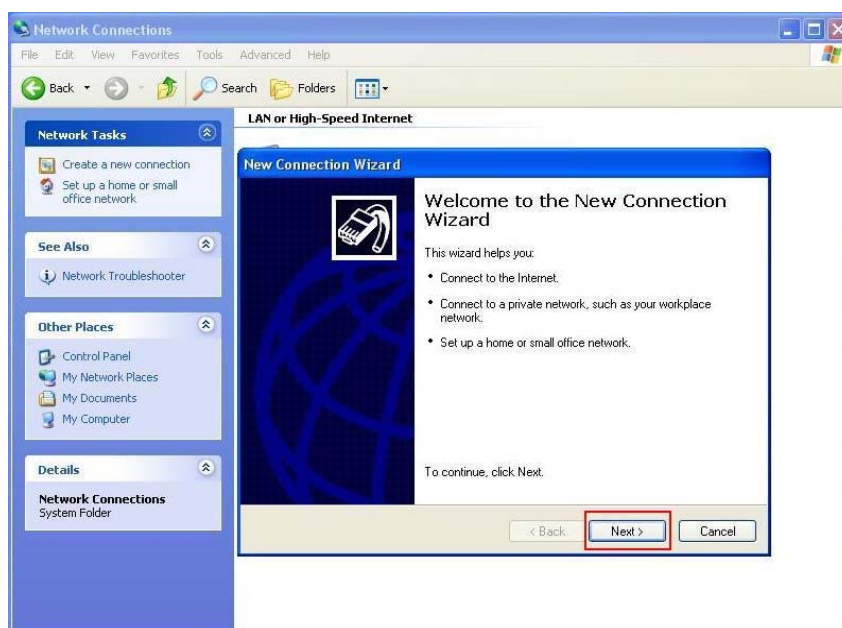 Network Connections
File Edit View Favorites Tools Advanced Help
Back Search Folders
LAN or High-Speed Internet
Network Tasks
Create a new connection
Set up a home or small
office network
See Also
Network Troubleshooter
Other Places
Control Panel
My Network Places
My Documents
My Computer
Details
Network Connections
System Folder
New Connection Wizard
Welcome to the New Connection
Wizard
This wizard helps you:
• Connect to the Internet.
• Connect to a private network, such as your workplace
network.
• Set up a home or small office network.
To continue, click Next.
< Back Next > Cancel